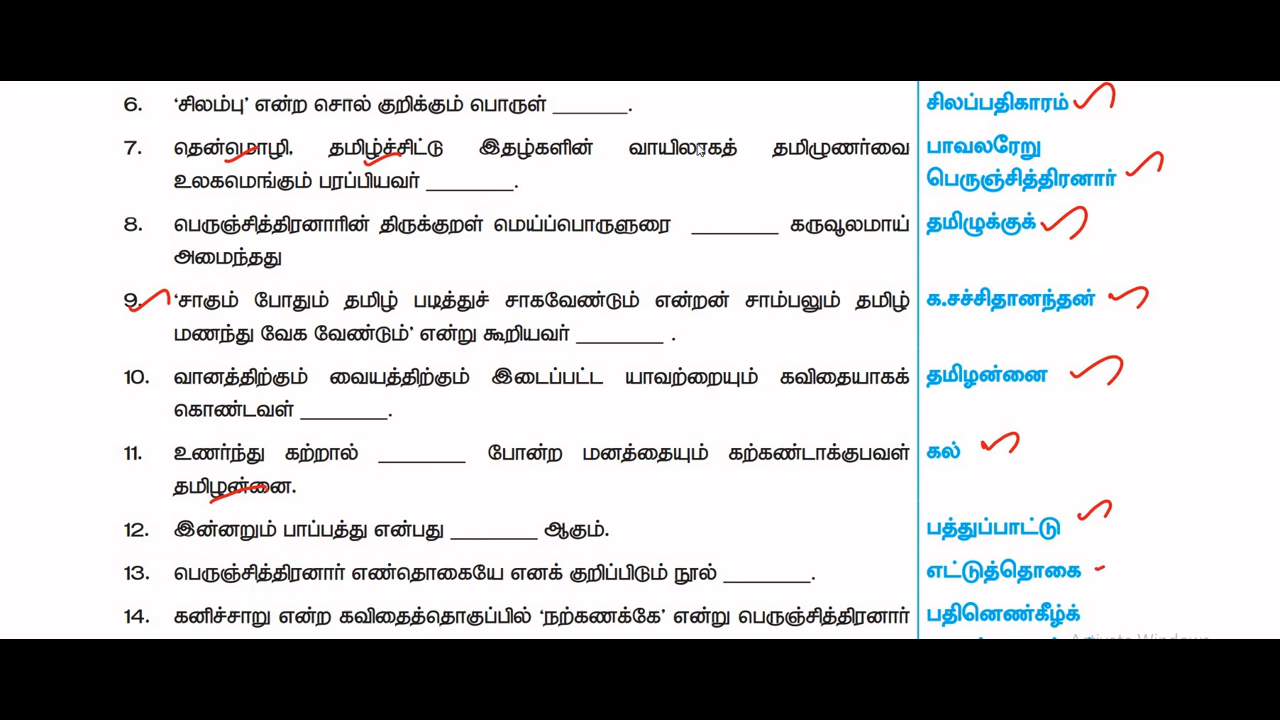 6. ‘சிலம்பு’ என்ற சொல் குறிக்கும் பொருள் _______. சிலப்பதிகாரம்
7. தென்மொழி, தமிழ்ச்சிட்டு இதழ்களின் வாயிலாகத் தமிழுணர்வை பாவலரேறு
உலகமெங்கும் பரப்பியவர் ________. பெருஞ்சித்திரனார்
8. பெருஞ்சித்திரனாரின் திருக்குறள் மெய்ப்பொருளுரை ________ கருவூலமாய் தமிழுக்குக்
அமைந்தது
9. ‘சாகும் போதும் தமிழ் படித்துச் சாகவேண்டும் என்றன் சாம்பலும் தமிழ் க.சச்சிதானந்தன்
மணந்து வேக வேண்டும்’ என்று கூறியவர் ________ .
10. வானத்திற்கும் வையத்திற்கும் இடைப்பட்ட யாவற்றையும் கவிதையாகக் தமிழன்னை
கொண்டவள் ________.
11. உணர்ந்து கற்றால் ________ போன்ற மனத்தையும் கற்கண்டாக்குபவள் கல்
தமிழன்னை.
12. இன்னறும் பாப்பத்து என்பது ________ ஆகும். பத்துப்பாட்டு
13. பெருஞ்சித்திரனார் எண்தொகையே எனக் குறிப்பிடும் நூல் ________. எட்டுத்தொகை
14. கனிச்சாறு என்ற கவிதைத்தொகுப்பில் ‘நற்கணக்கே’ என்று பெருஞ்சித்திரனார் பதினெண்கீழ்க்